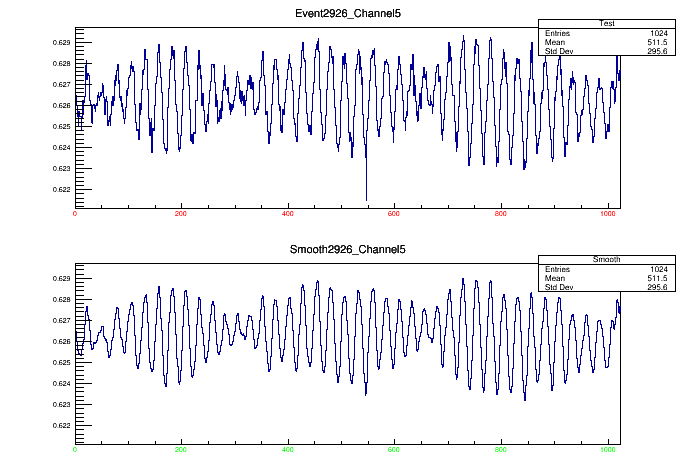 Event2926_Channel5
Test
Entries 1024
Mean 511.5
Std Dev 295.6
0.629
0.628
0.627
0.626
0.625
0.624
0.623
0.622
0 200 400 600 800 1000
Smooth2926_Channel5
Smooth
Entries 1024
Mean 511.5
Std Dev 295.6
0.629
0.628
0.627
0.626
0.625
0.624
0.623
0.622
0 200 400 600 800 1000